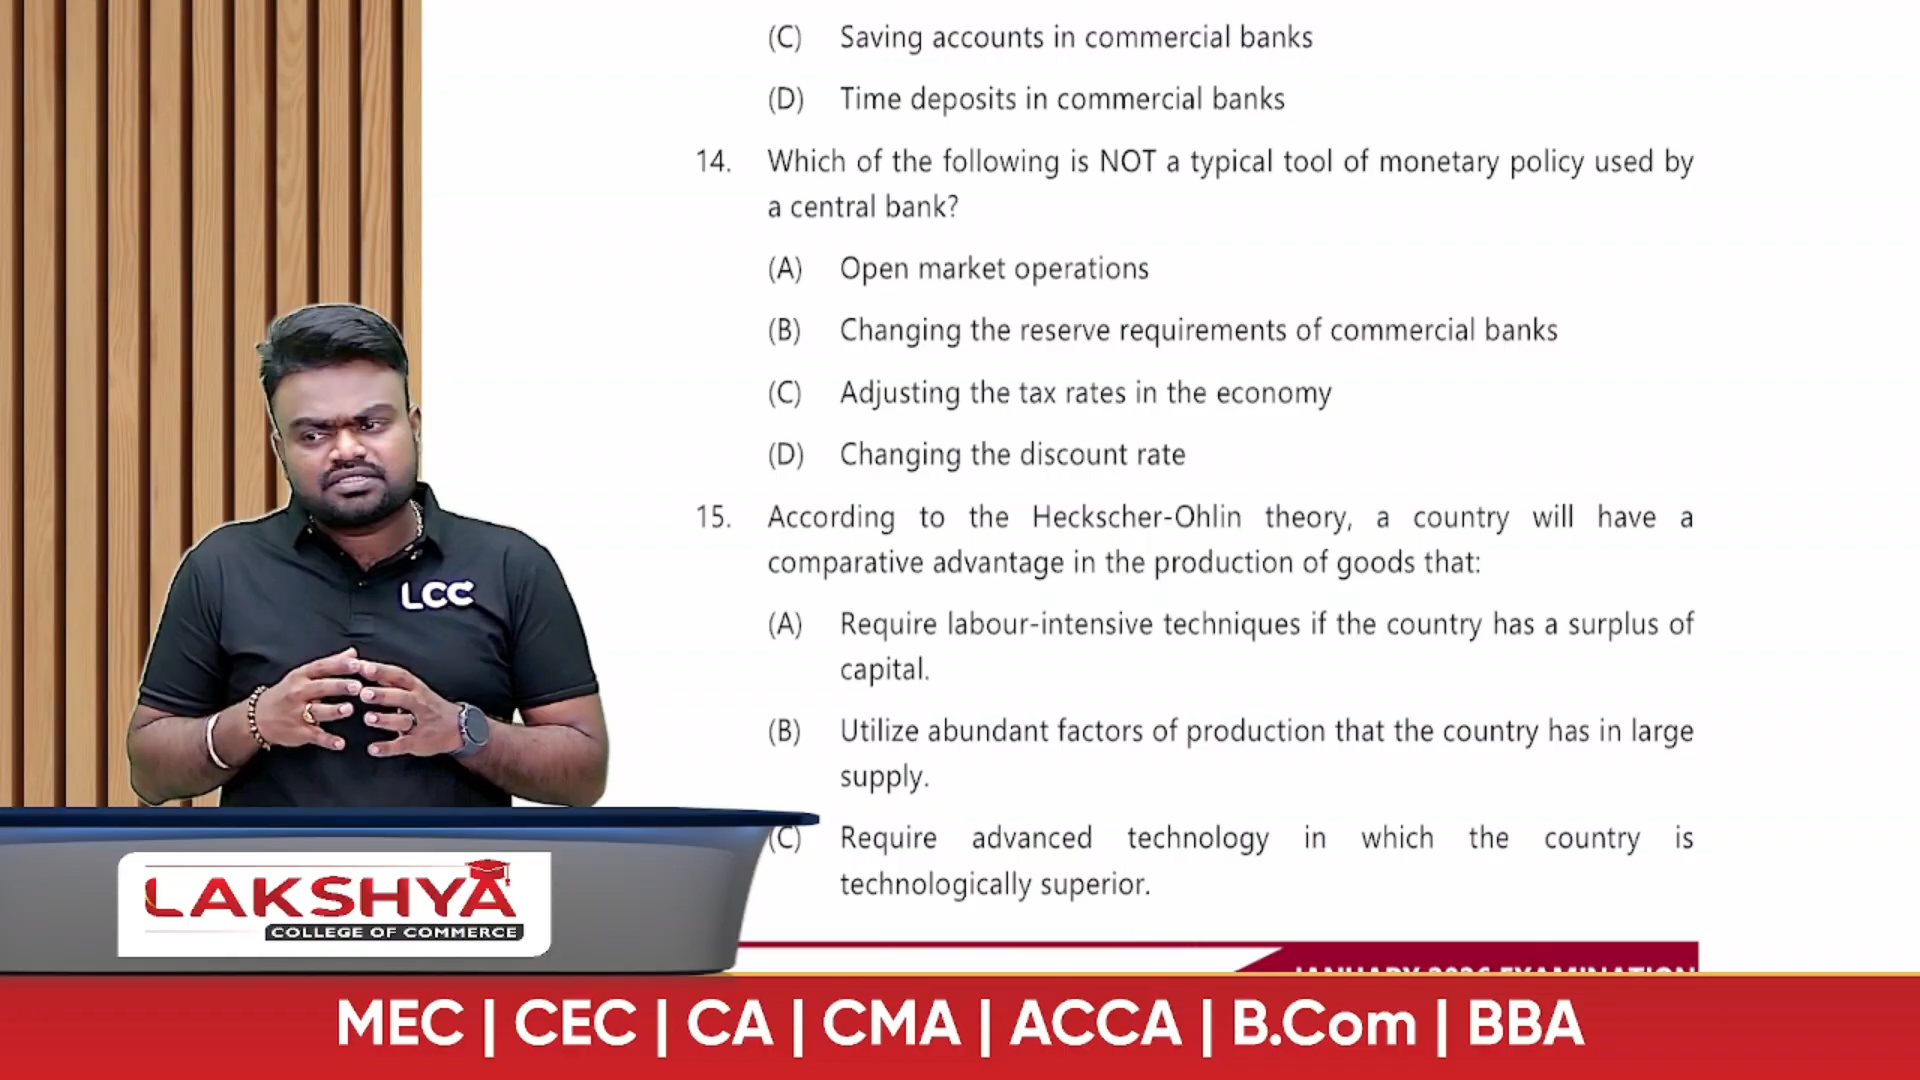 (C) Saving accounts in commercial banks
(D) Time deposits in commercial banks
14. Which of the following is NOT a typical tool of monetary policy used by
a central bank?
(A) Open market operations
(B) Changing the reserve requirements of commercial banks
(C) Adjusting the tax rates in the economy
(D) Changing the discount rate
15. According to the Heckscher-Ohlin theory, a country will have a
comparative advantage in the production of goods that:
(A) Require labour-intensive techniques if the country has a surplus of
capital.
(B) Utilize abundant factors of production that the country has in large
supply.
(C) Require advanced technology in which the country is
technologically superior.
JANUARY 2026 EXAMINATION
LCC
LAKSHYA
COLLEGE OF COMMERCE
MEC | CEC | CA | CMA | ACCA | B.Com | BBA